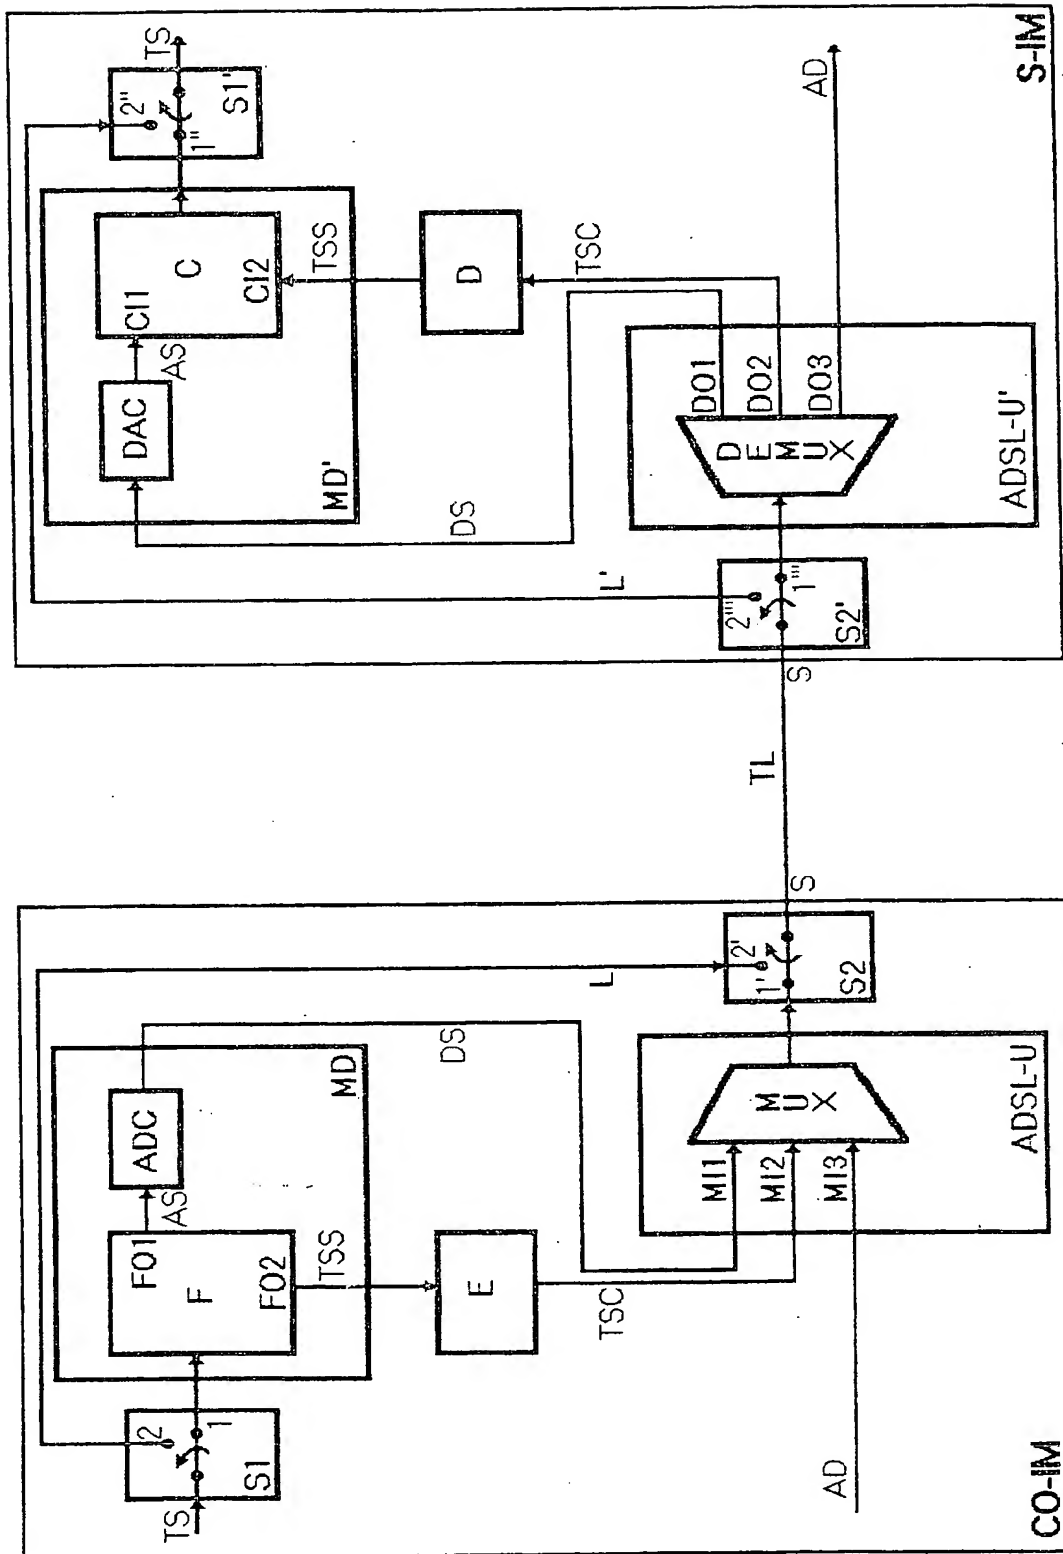 TS
S1
1
2
F
FO1
FO2
AS
ADC
MD
TSS
E
TSC
DS
L
MI1
MI2
MI3
MUX
ADSL-U
AD
1'
2'
S2
S
CO-IM
TL
S
S2'
2'''
1'''
L'
DEMUX
DO1
DO2
DO3
ADSL-U'
AD
DS
TSC
D
TSS
MD'
DAC
AS
CI1
CI2
C
1"
2"
S1'
TS
S-IM